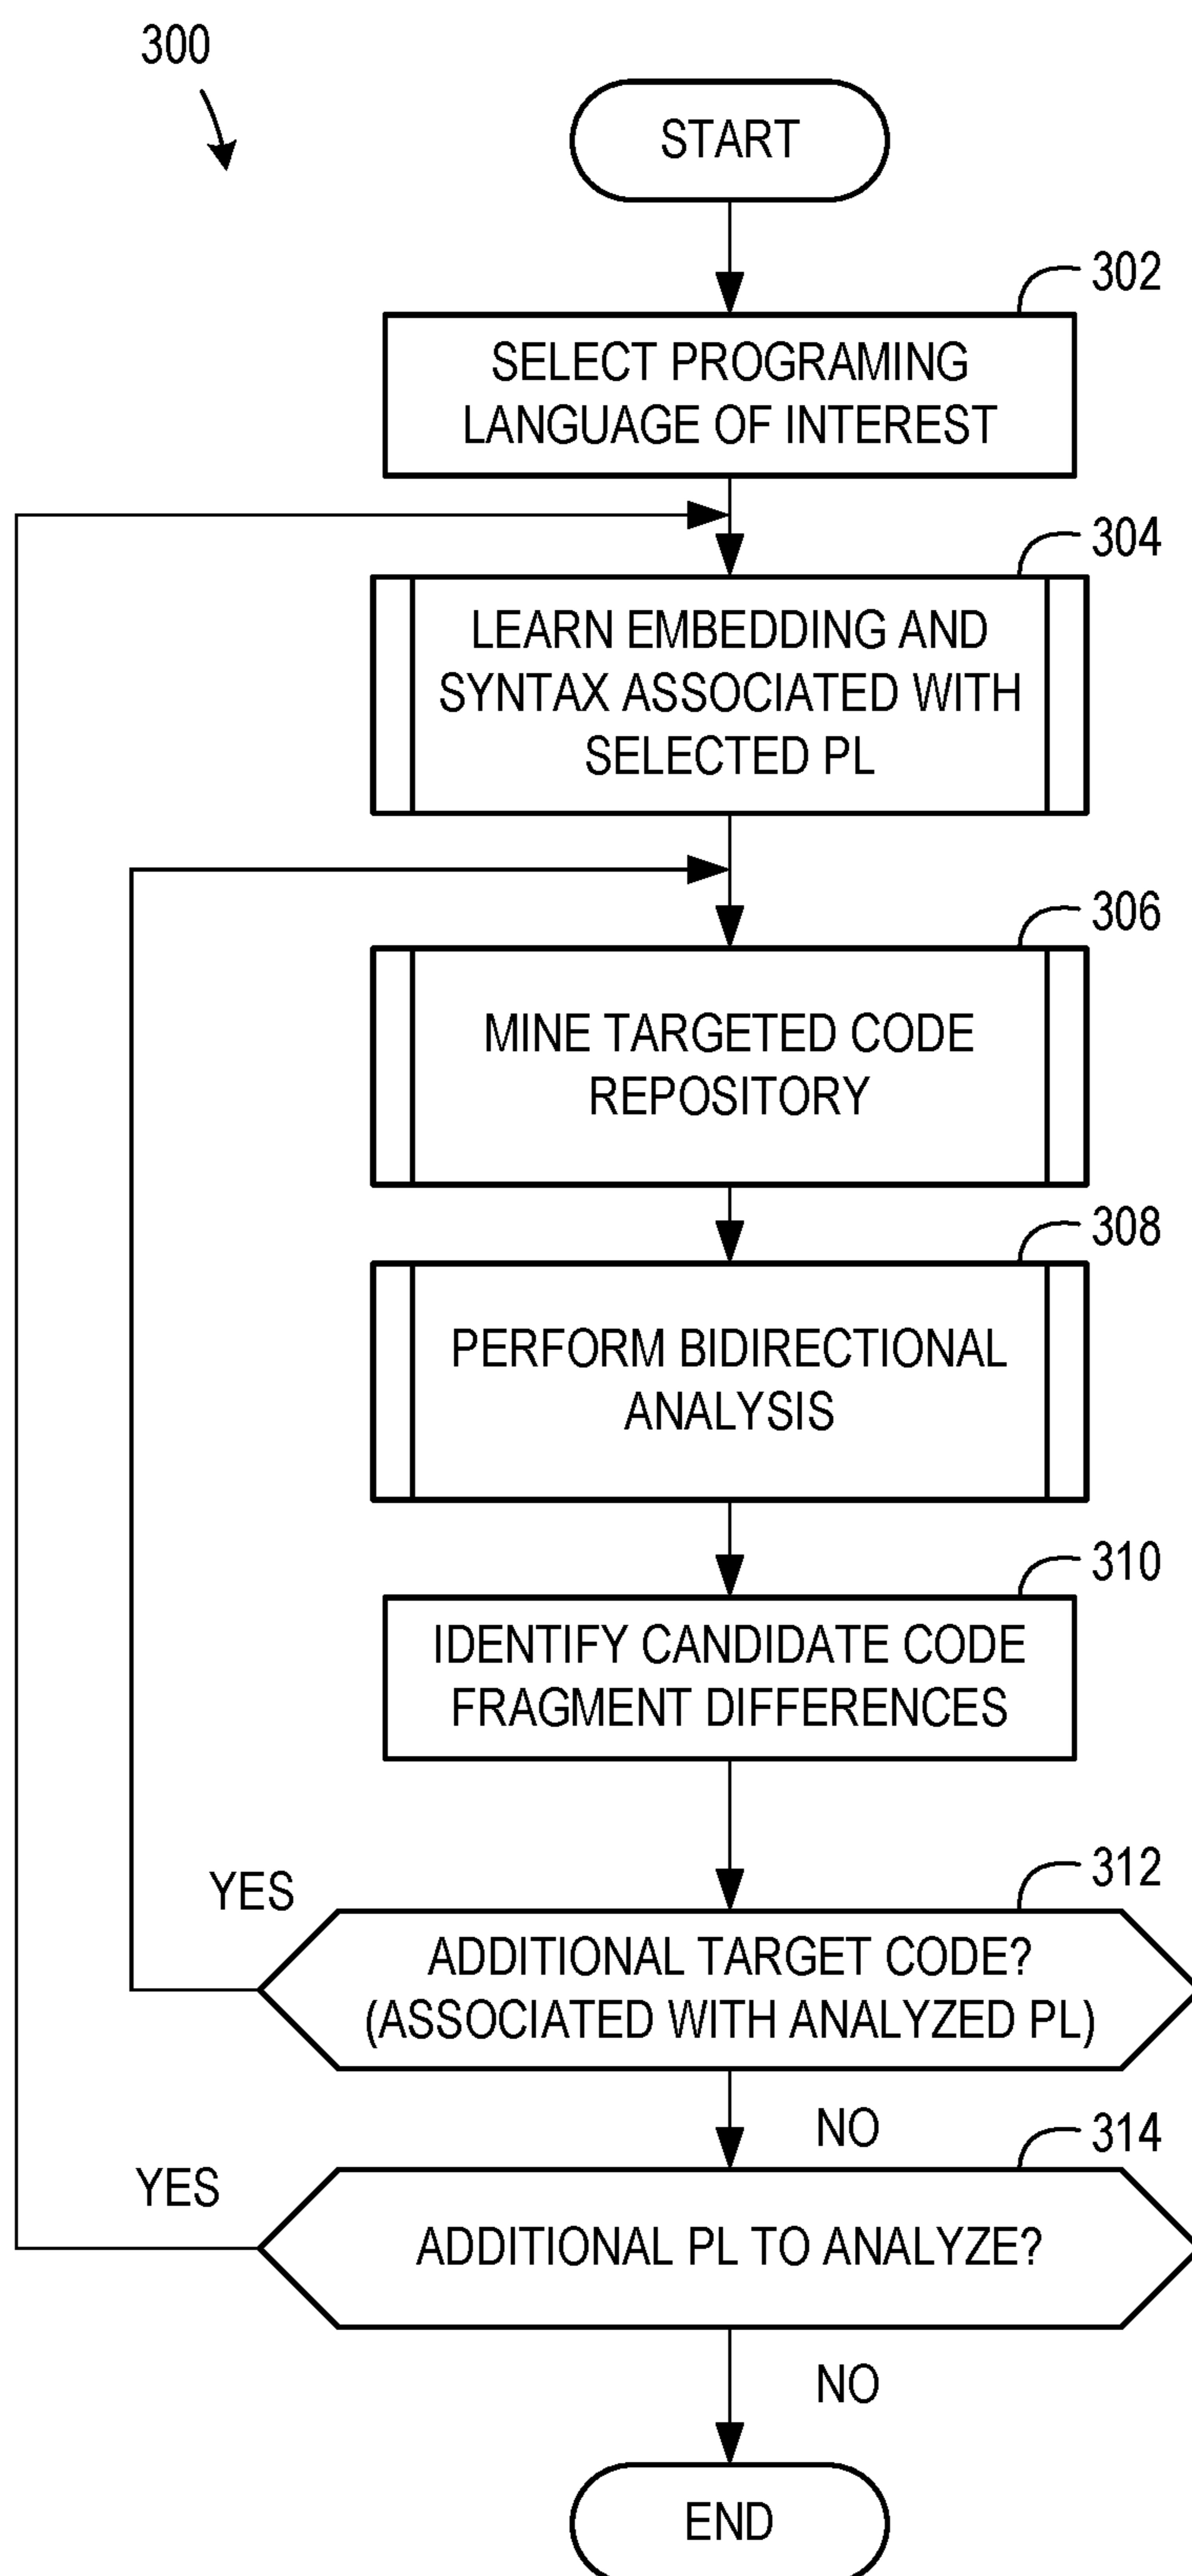 300
START
302
SELECT PROGRAMING
LANGUAGE OF INTEREST
304
LEARN EMBEDDING AND
SYNTAX ASSOCIATED WITH
SELECTED PL
306
MINE TARGETED CODE
REPOSITORY
308
PERFORM BIDIRECTIONAL
ANALYSIS
310
IDENTIFY CANDIDATE CODE
FRAGMENT DIFFERENCES
312
YES
ADDITIONAL TARGET CODE?
(ASSOCIATED WITH ANALYZED PL)
NO
314
YES
ADDITIONAL PL TO ANALYZE?
NO
END